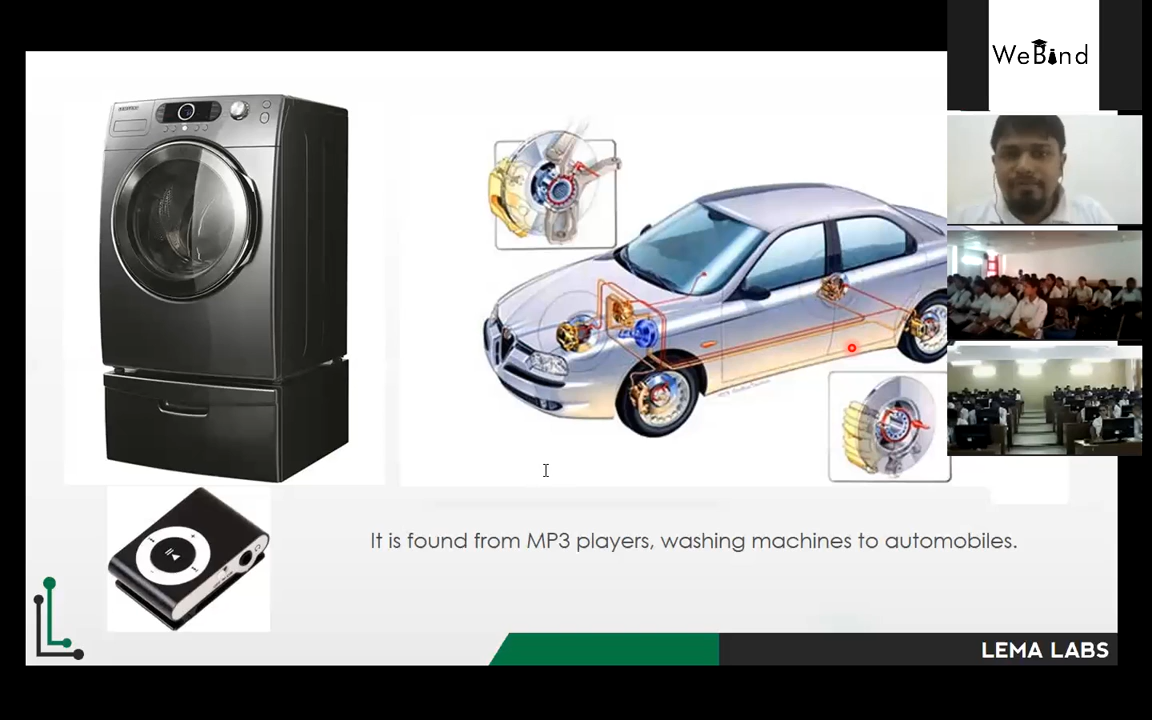 WeBind
It is found from MP3 players, washing machines to automobiles.
LEMA LABS